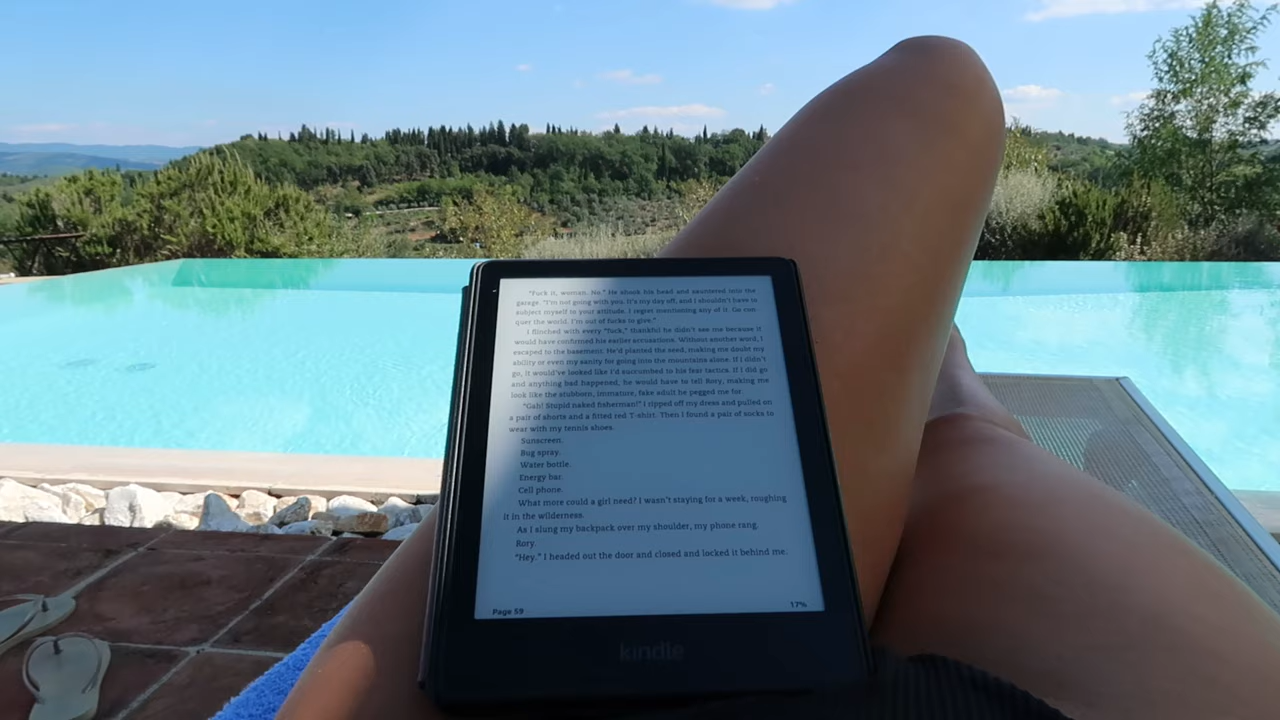 "Fuck it, woman. No." He shook his head and sauntered into the
garage. "I'm not going with you. It's my day off, and I shouldn't have to
subject myself to your attitude. I regret mentioning any of it. Go con-
quer the world. I'm out of fucks to give."
I flinched with every "fuck," thankful he didn't see me because it
would have confirmed his earlier accusations. Without another word, I
escaped to the basement. He'd planted the seed, making me doubt my
ability or even my sanity for going into the mountains alone. If I didn't
go, it would've looked like I'd succumbed to his fear tactics. If I did go
and anything bad happened, he would have to tell Rory, making me
look like the stubborn, immature, fake adult he pegged me for.
"Gah! Stupid naked fisherman!" I ripped off my dress and pulled on
a pair of shorts and a fitted red T-shirt. Then I found a pair of socks to
wear with my tennis shoes.
Sunscreen.
Bug spray.
Water bottle.
Energy bar.
Cell phone.
What more could a girl need? I wasn't staying for a week, roughing
it in the wilderness.
As I slung my backpack over my shoulder, my phone rang.
Rory.
"Hey." I headed out the door and closed and locked it behind me.
Page 59 17%
kindle